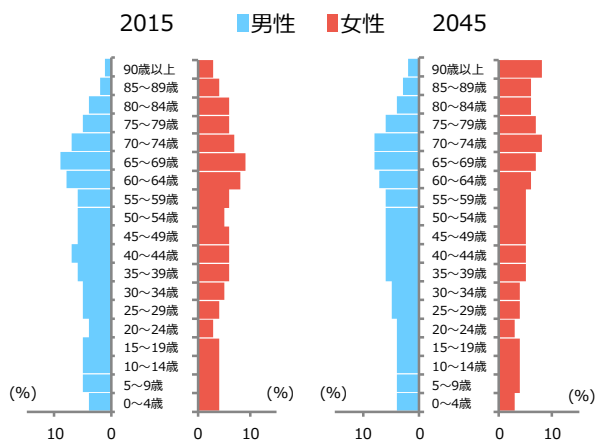 2015 男性 女性 2045
90歳以上 90歳以上
85～89歳 85～89歳
80～84歳 80～84歳
75～79歳 75～79歳
70～74歳 70～74歳
65～69歳 65～69歳
60～64歳 60～64歳
55～59歳 55～59歳
50～54歳 50～54歳
45～49歳 45～49歳
40～44歳 40～44歳
35～39歳 35～39歳
30～34歳 30～34歳
25～29歳 25～29歳
20～24歳 20～24歳
15～19歳 15～19歳
10～14歳 10～14歳
5～9歳 5～9歳
(%) 0～4歳 (%) (%) 0～4歳 (%)
10 0 0 10 10 0 0 10